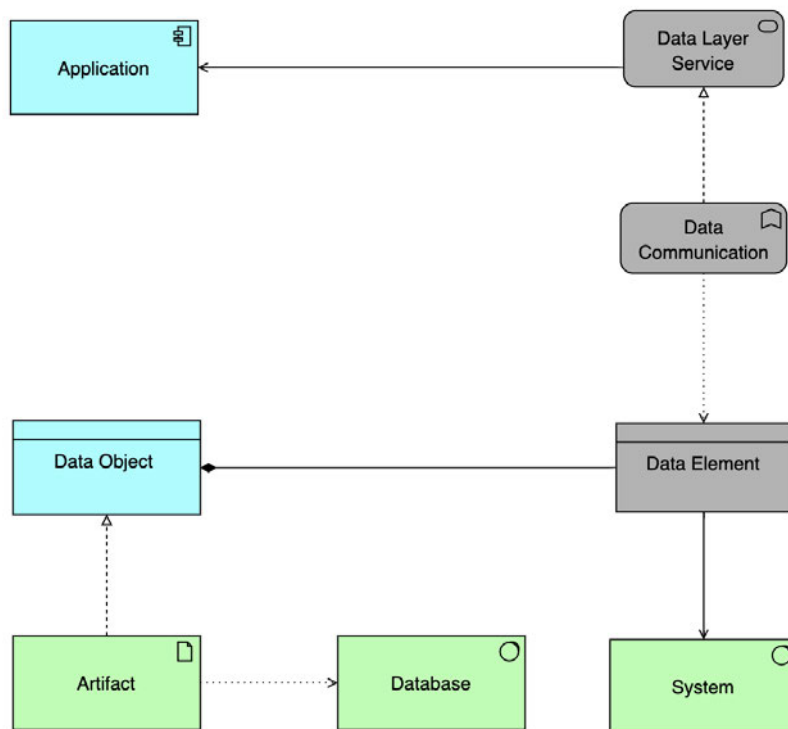 Application
Data Layer
Service
Data
Communication
Data Object
Data Element
Artifact
Database
System